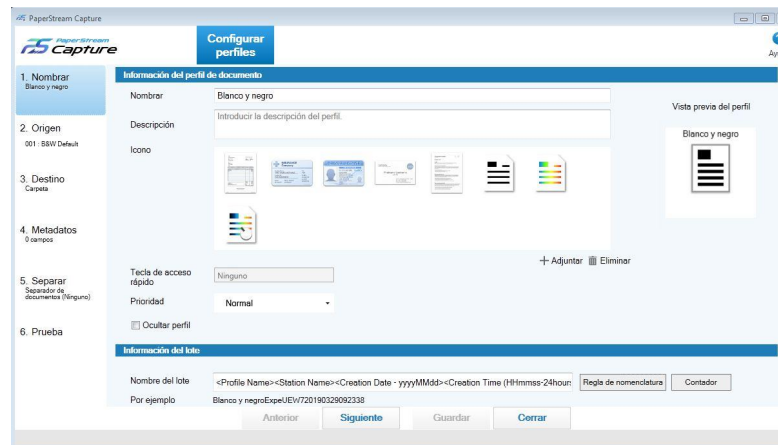 PaperStream Capture
PaperStream
Capture
Configurar
perfiles
Ay
1. Nombrar
Blanco y negro
2. Origen
001 : B&W Default
3. Destino
Carpeta
4. Metadatos
0 campos
5. Separar
Separador de
documentos (Ninguno)
6. Prueba
Información del perfil de documento
Nombrar
Blanco y negro
Descripción
Introducir la descripción del perfil.
Icono
Adjuntar
Eliminar
Vista previa del perfil
Blanco y negro
Tecla de acceso
rápido
Ninguno
Prioridad
Normal
Ocultar perfil
Información del lote
Nombre del lote
<Profile Name><Station Name><Creation Date - yyyyMMdd><Creation Time (HHmmss-24hours
Regla de nomenclatura
Contador
Por ejemplo
Blanco y negroExpeUEW720190329092338
Anterior
Siguiente
Guardar
Cerrar